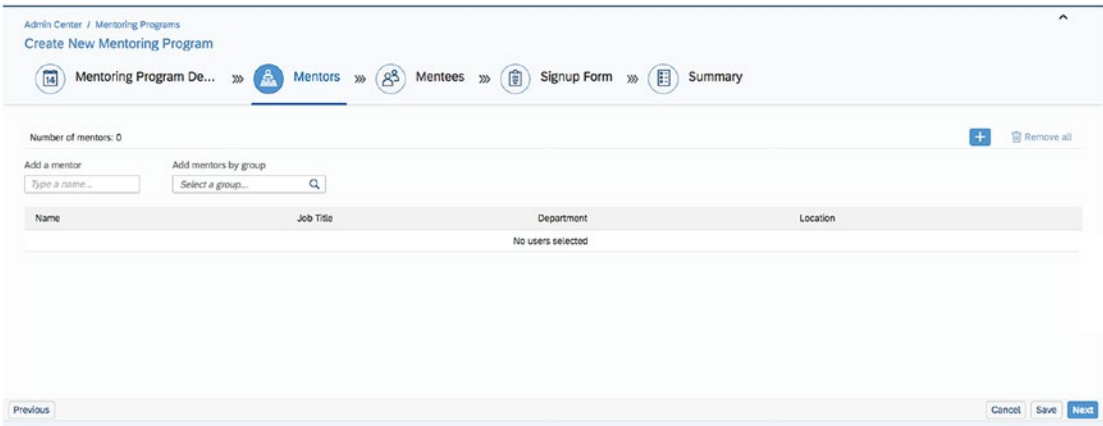 Admin Center / Mentoring Programs
Create New Mentoring Program
14 Mentoring Program De... »» Mentors »» Mentees »» Signup Form »» Summary
Number of mentors: 0 + Remove all
Add a mentor Add mentors by group
Type a name... Select a group...
Name Job Title Department Location
No users selected
Previous Cancel Save Next